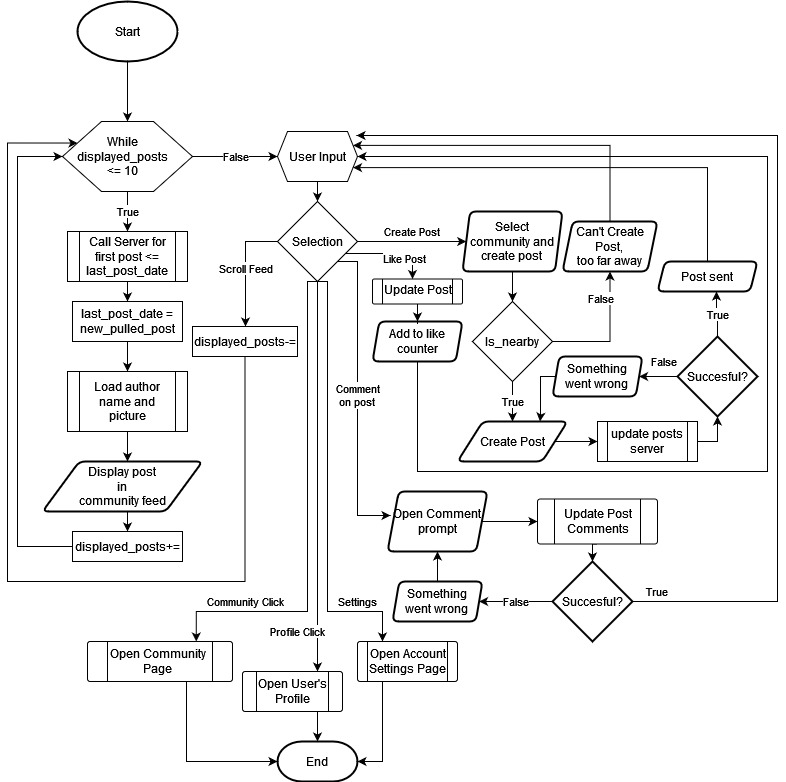 Start
While
displayed_posts
<= 10
False
User Input
True
Call Server for
first post <=
last_post_date
last_post_date =
new_pulled_post
Load author
name and
picture
Display post
in
community feed
displayed_posts+=
Selection
Scroll Feed
displayed_posts-=
Create Post
Select
community and
create post
Like Post
Update Post
Add to like
counter
Is_nearby
False
Can't Create
Post,
too far away
True
Create Post
update posts
server
Succesful?
False
Something
went wrong
True
Post sent
Comment
on post
Open Comment
prompt
Update Post
Comments
Succesful?
True
False
Something
went wrong
Community Click
Profile Click
Settings
Open Community
Page
Open User's
Profile
Open Account
Settings Page
End